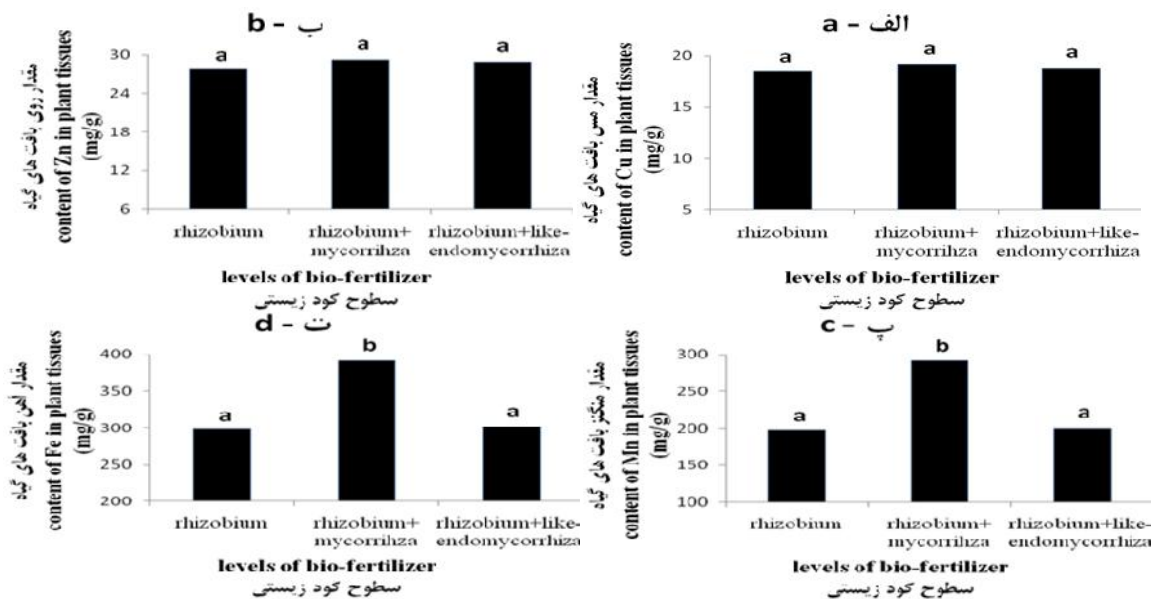 b - ب
مقدار روی بافت های گیاه
content of Zn in plant tissues
(mg/g)
30
24
18
12
6
a
a
a
rhizobium
rhizobium+
mycorrihza
rhizobium+like-
endomycorrhiza
levels of bio-fertilizer
سطوح کود زیستی
a - الف
مقدار مس بافت های گیاه
content of Cu in plant tissues
(mg/g)
20
15
10
5
a
a
a
rhizobium
rhizobium+
mycorrihza
rhizobium+like-
endomycorrhiza
levels of bio-fertilizer
سطوح کود زیستی
d - ت
مقدار اهن بافت های گیاه
content of Fe in plant tissues
(mg/g)
400
350
300
250
200
a
b
a
rhizobium
rhizobium+
mycorrihza
rhizobium+like-
endomycorrhiza
levels of bio-fertilizer
سطوح کود زیستی
c - پ
مقدار منگنز بافت های گیاه
content of Mn in plant tissues
(mg/g)
300
250
200
150
100
a
b
a
rhizobium
rhizobium+
mycorrihza
rhizobium+like-
endomycorrhiza
levels of bio-fertilizer
سطوح کود زیستی